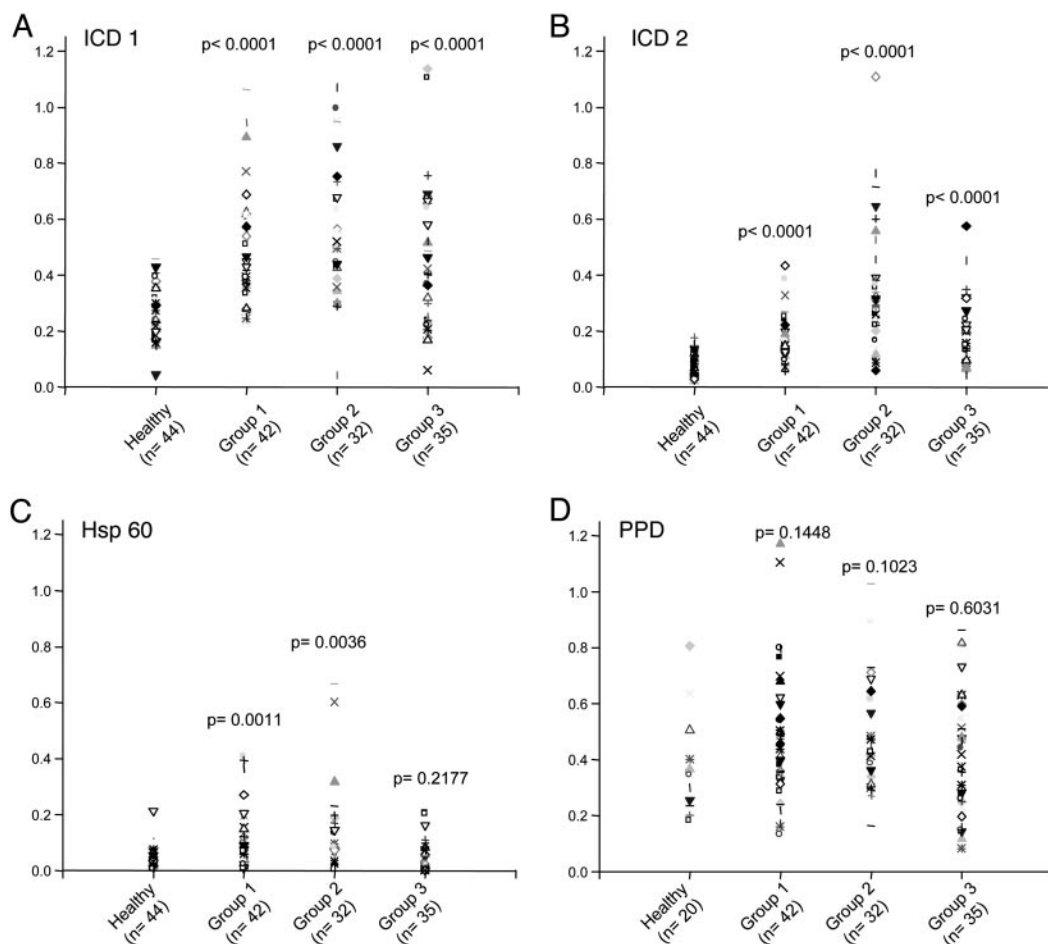 A
ICD 1
p< 0.0001
p< 0.0001
p< 0.0001
1.2
1.0
0.8
0.6
0.4
0.2
0.0
Healthy
(n= 44)
Group 1
(n= 42)
Group 2
(n= 32)
Group 3
(n= 35)
B
ICD 2
p< 0.0001
p< 0.0001
p< 0.0001
1.2
1.0
0.8
0.6
0.4
0.2
0.0
Healthy
(n= 44)
Group 1
(n= 42)
Group 2
(n= 32)
Group 3
(n= 35)
C
Hsp 60
p= 0.0011
p= 0.0036
p= 0.2177
1.2
1.0
0.8
0.6
0.4
0.2
0.0
Healthy
(n= 44)
Group 1
(n= 42)
Group 2
(n= 32)
Group 3
(n= 35)
D
PPD
p= 0.1448
p= 0.1023
p= 0.6031
1.2
1.0
0.8
0.6
0.4
0.2
0.0
Healthy
(n= 20)
Group 1
(n= 42)
Group 2
(n= 32)
Group 3
(n= 35)